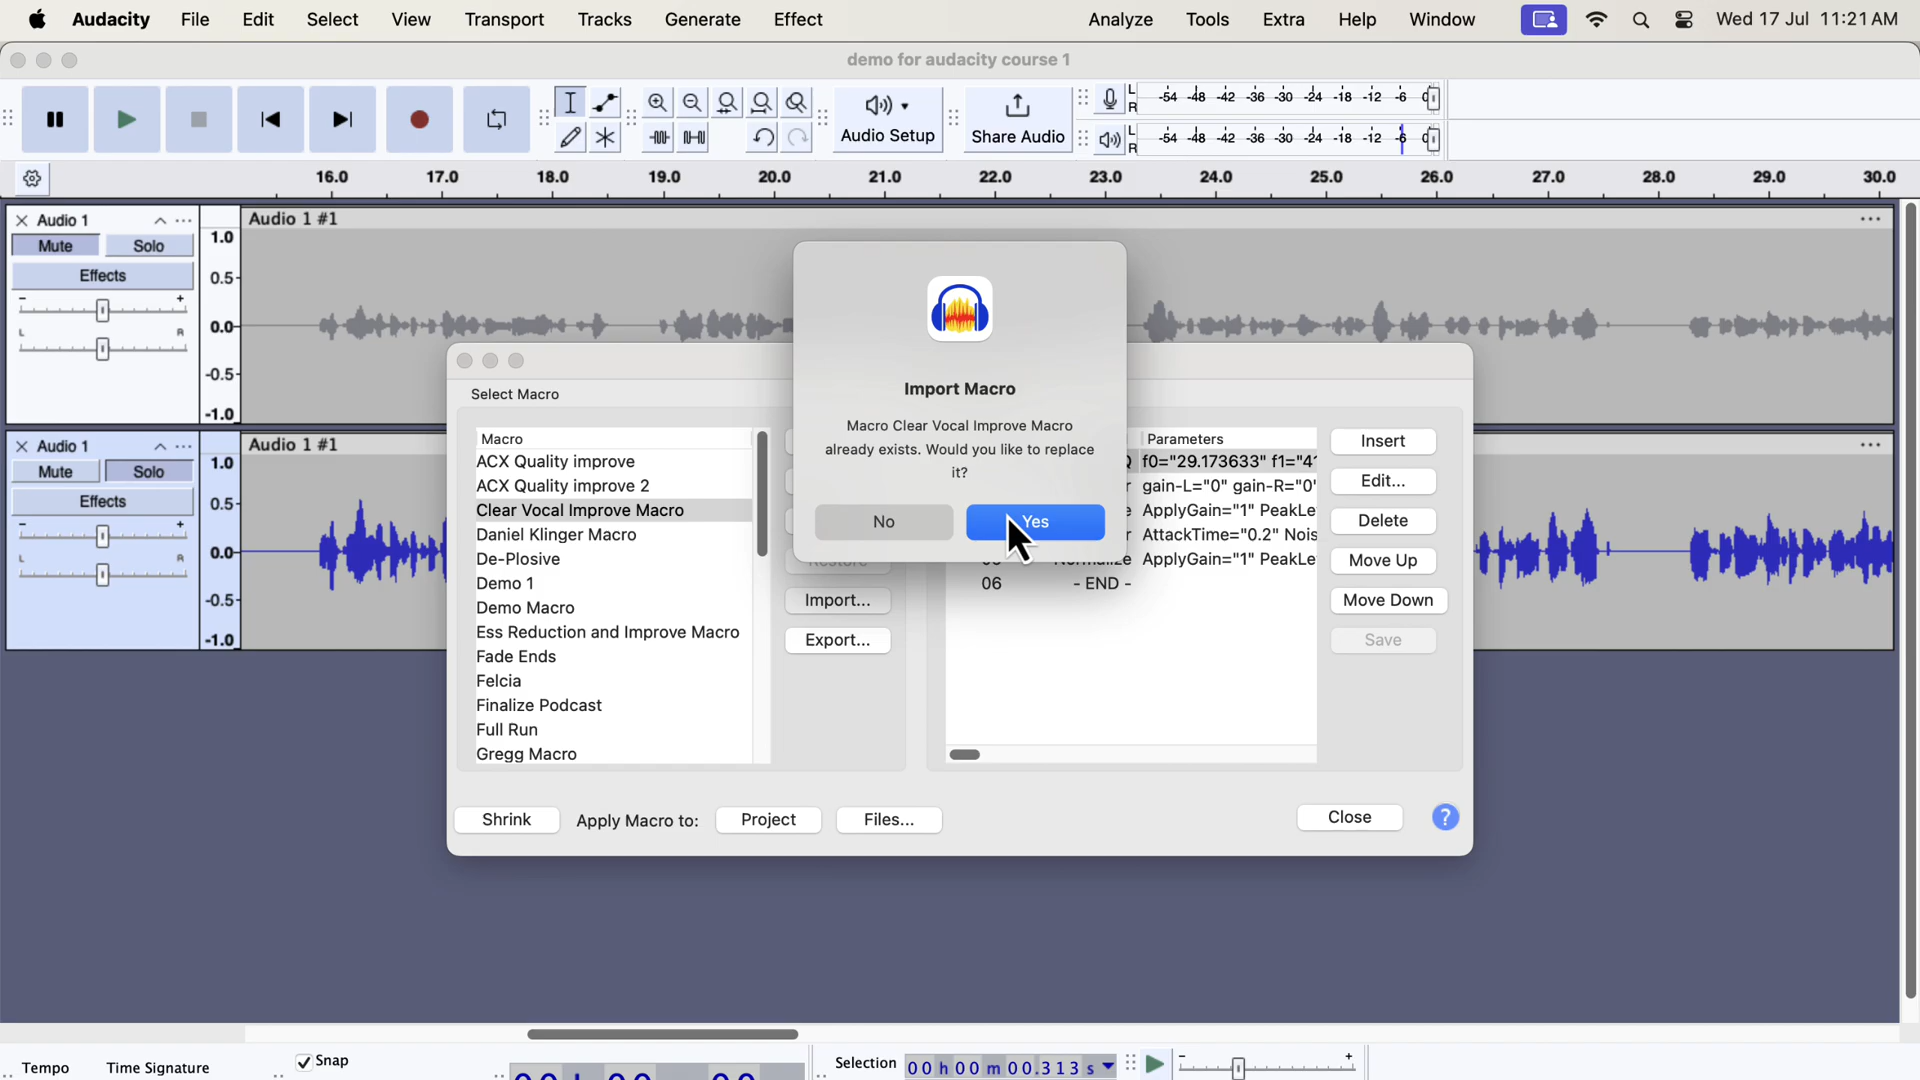 Audacity File Edit Select View Transport Tracks Generate Effect Analyze Tools Extra Help Window Wed 17 Jul 11:21 AM
demo for audacity course 1
Audio Setup
Share Audio
L -54 -48 -42 -36 -30 -24 -18 -12 -6
R
L -54 -48 -42 -36 -30 -24 -18 -12 -6
R
16.0 17.0 18.0 19.0 20.0 21.0 22.0 23.0 24.0 25.0 26.0 27.0 28.0 29.0 30.0
Audio 1
Mute Solo
Effects
- +
L R
1.0
0.5
0.0
-0.5
-1.0
Audio 1 #1
Audio 1
Mute Solo
Effects
- +
L R
1.0
0.5
0.0
-0.5
-1.0
Audio 1 #1
Import Macro
Macro Clear Vocal Improve Macro
already exists. Would you like to replace
it?
No Yes
Select Macro
Macro
ACX Quality improve
ACX Quality improve 2
Clear Vocal Improve Macro
Daniel Klinger Macro
De-Plosive
Demo 1
Demo Macro
Ess Reduction and Improve Macro
Fade Ends
Felcia
Finalize Podcast
Full Run
Gregg Macro
Import...
Export...
Parameters
f0="29.173633" f1="4
gain-L="0" gain-R="0"
ApplyGain="1" PeakLe
AttackTime="0.2" Nois
ApplyGain="1" PeakLe
06 - END -
Insert
Edit...
Delete
Move Up
Move Down
Save
Shrink Apply Macro to: Project Files... Close ?
Tempo Time Signature Snap Selection 00 h 00 m 00.313 s - +